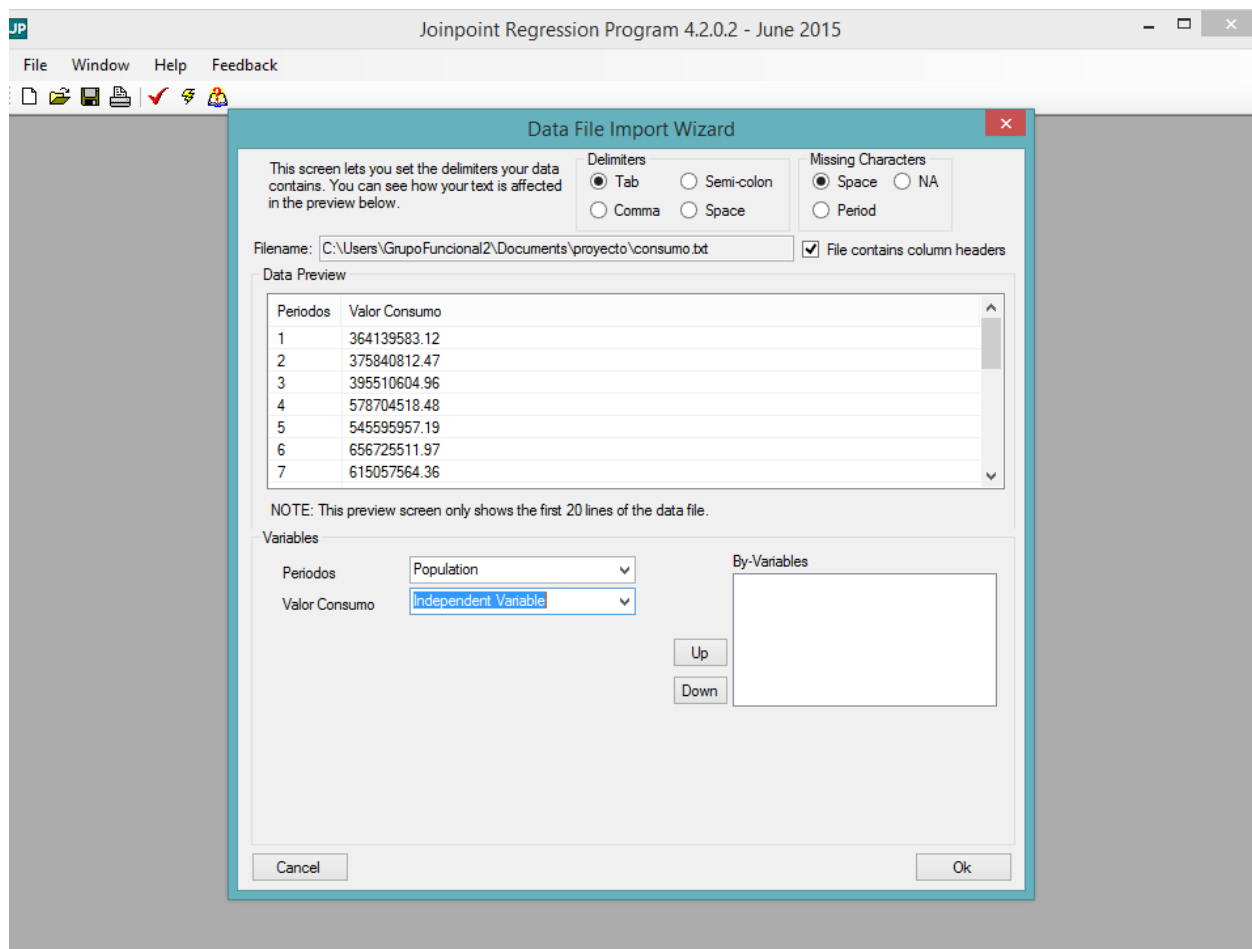 JP
Joinpoint Regression Program 4.2.0.2 - June 2015
File Window Help Feedback
Data File Import Wizard
This screen lets you set the delimiters your data
contains. You can see how your text is affected
in the preview below.
Delimiters
Tab Semi-colon
Comma Space
Missing Characters
Space NA
Period
Filename: C:\Users\GrupoFuncional2\Documents\proyecto\consumo.txt File contains column headers
Data Preview
Periodos Valor Consumo
1 364139583.12
2 375840812.47
3 395510604.96
4 578704518.48
5 545595957.19
6 656725511.97
7 615057564.36
NOTE: This preview screen only shows the first 20 lines of the data file.
Variables
Periodos Population
Valor Consumo Independent Variable
By-Variables
Up
Down
Cancel Ok